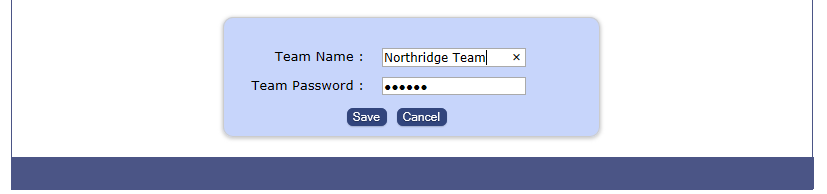 Team Name : Northridge Team ×
Team Password : ••••••
Save Cancel